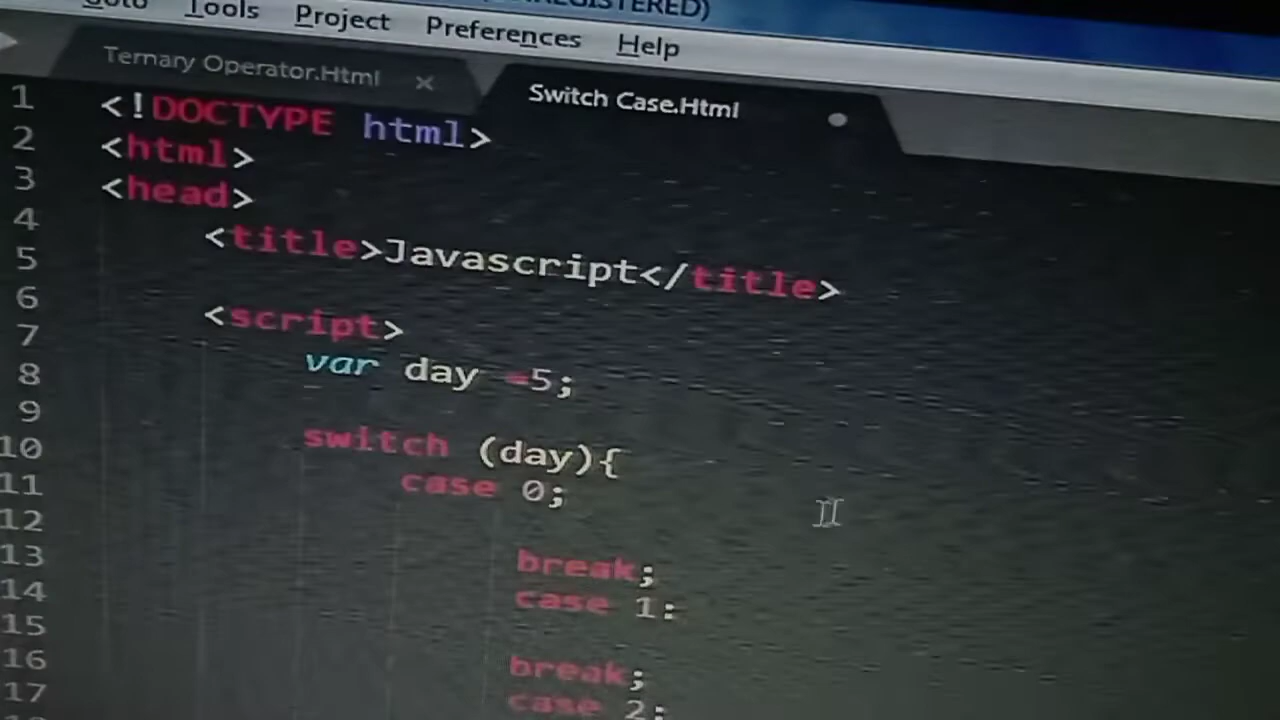 Goto Tools Project Preferences Help
Ternary Operator.Html × Switch Case.Html
1 <!DOCTYPE html>
2 <html>
3 <head>
4 <title>Javascript</title>
5
6 <script>
7 var day =5;
8
9 switch (day){
10 case 0;
11
12 break;
13 case 1:
14
15 break;
16 case 2:
17